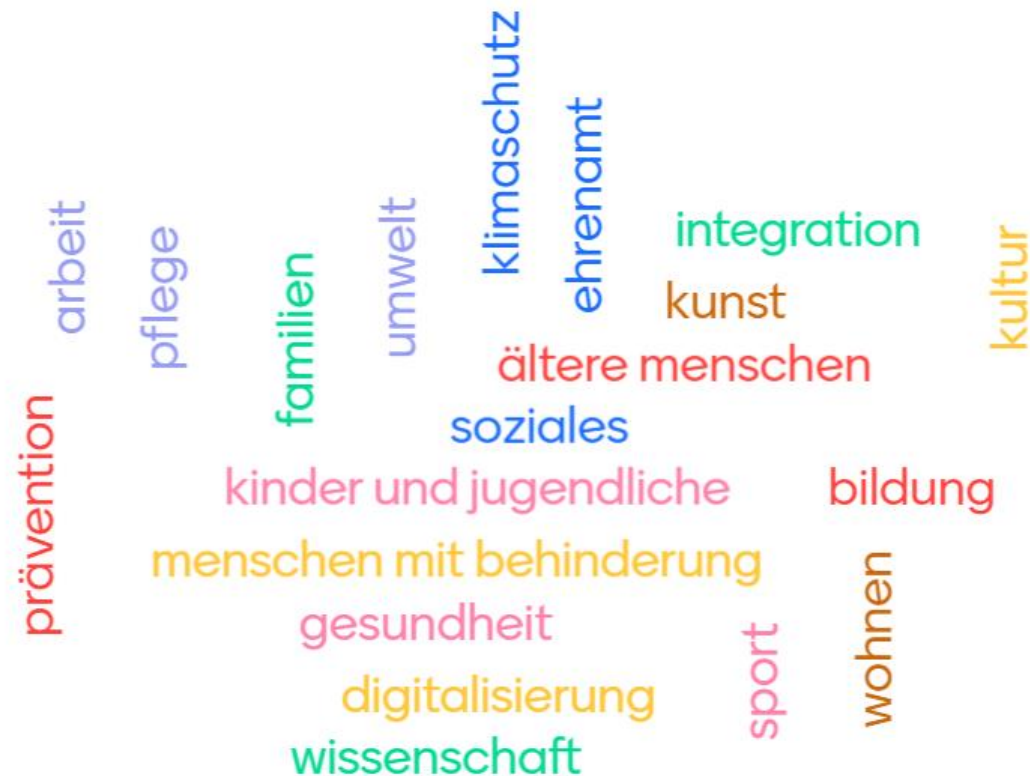 klimaschutz
ehrenamt
arbeit
pflege
familien
umwelt
integration
kultur
kunst
ältere menschen
prävention
soziales
kinder und jugendliche
bildung
menschen mit behinderung
wohnen
gesundheit
sport
digitalisierung
wissenschaft